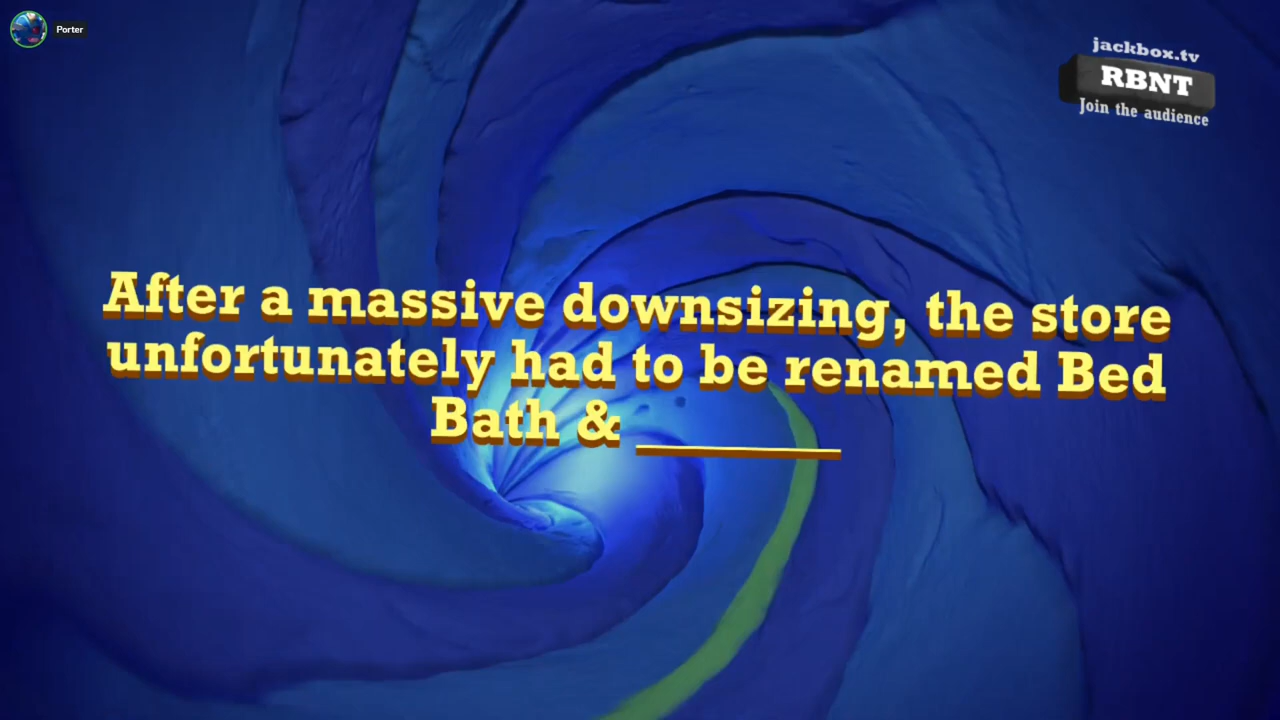 Porter
jackbox.tv
RBNT
Join the audience
After a massive downsizing, the store
unfortunately had to be renamed Bed
Bath & ________